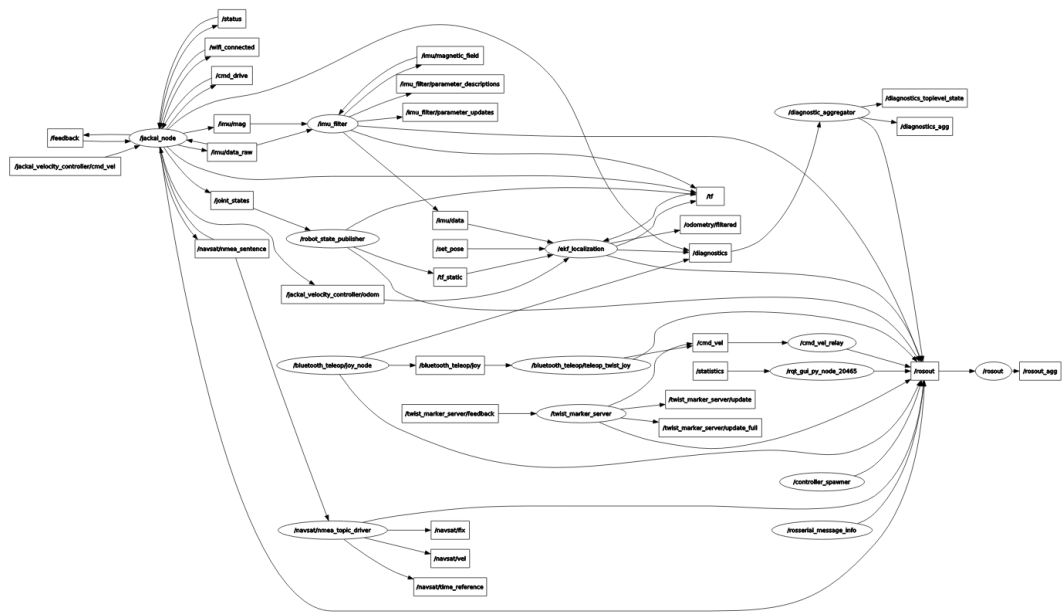 /status
/wifi_connected
/cmd_drive
/feedback
/jackal_node
/jackal_velocity_controller/cmd_vel
/imu/mag
/imu/data_raw
/joint_states
/navsat/nmea_sentence
/imu_filter
/imu/magnetic_field
/imu_filter/parameter_descriptions
/imu_filter/parameter_updates
/robot_state_publisher
/jackal_velocity_controller/odom
/imu/data
/set_pose
/tf_static
/ekf_localization
/tf
/odometry/filtered
/diagnostics
/diagnostic_aggregator
/diagnostics_toplevel_state
/diagnostics_agg
/bluetooth_teleop/joy_node
/bluetooth_teleop/joy
/bluetooth_teleop/teleop_twist_joy
/cmd_vel
/cmd_vel_relay
/statistics
/rqt_gui_py_node_20465
/rosout
/rosout
/rosout_agg
/twist_marker_server/feedback
/twist_marker_server
/twist_marker_server/update
/twist_marker_server/update_full
/controller_spawner
/navsat/nmea_topic_driver
/navsat/fix
/navsat/vel
/navsat/time_reference
/rosserial_message_info